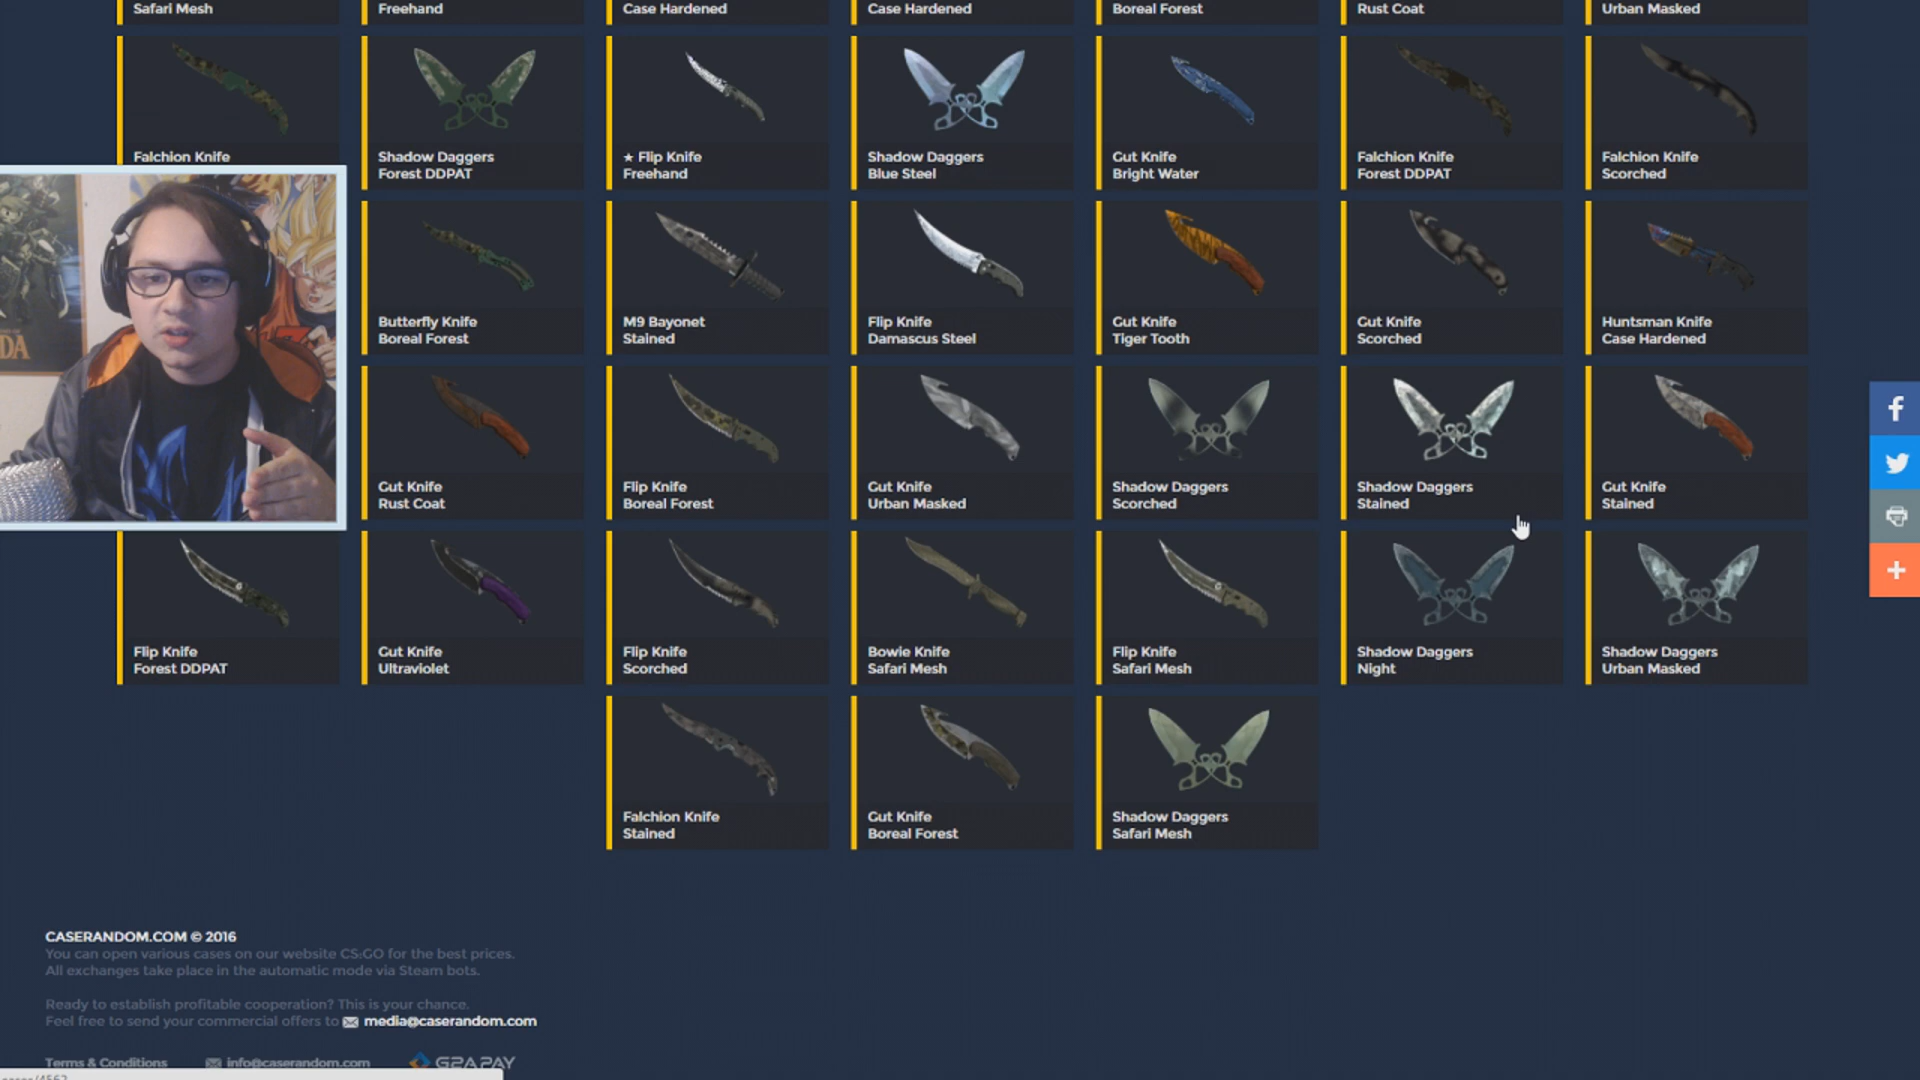 Safari Mesh
Freehand
Case Hardened
Case Hardened
Boreal Forest
Rust Coat
Urban Masked
Falchion Knife
Shadow Daggers
Forest DDPAT
★ Flip Knife
Freehand
Shadow Daggers
Blue Steel
Gut Knife
Bright Water
Falchion Knife
Forest DDPAT
Falchion Knife
Scorched
DA
Butterfly Knife
Boreal Forest
M9 Bayonet
Stained
Flip Knife
Damascus Steel
Gut Knife
Tiger Tooth
Gut Knife
Scorched
Huntsman Knife
Case Hardened
Gut Knife
Rust Coat
Flip Knife
Boreal Forest
Gut Knife
Urban Masked
Shadow Daggers
Scorched
Shadow Daggers
Stained
Gut Knife
Stained
Flip Knife
Forest DDPAT
Gut Knife
Ultraviolet
Flip Knife
Scorched
Bowie Knife
Safari Mesh
Flip Knife
Safari Mesh
Shadow Daggers
Night
Shadow Daggers
Urban Masked
Falchion Knife
Stained
Gut Knife
Boreal Forest
Shadow Daggers
Safari Mesh
CASERANDOM.COM © 2016
You can open various cases on our website CS:GO for the best prices.
All exchanges take place in the automatic mode via Steam bots.
Ready to establish profitable cooperation? This is your chance.
Feel free to send your commercial offers to media@caserandom.com
Terms & Conditions
info@caserandom.com
G2A PAY